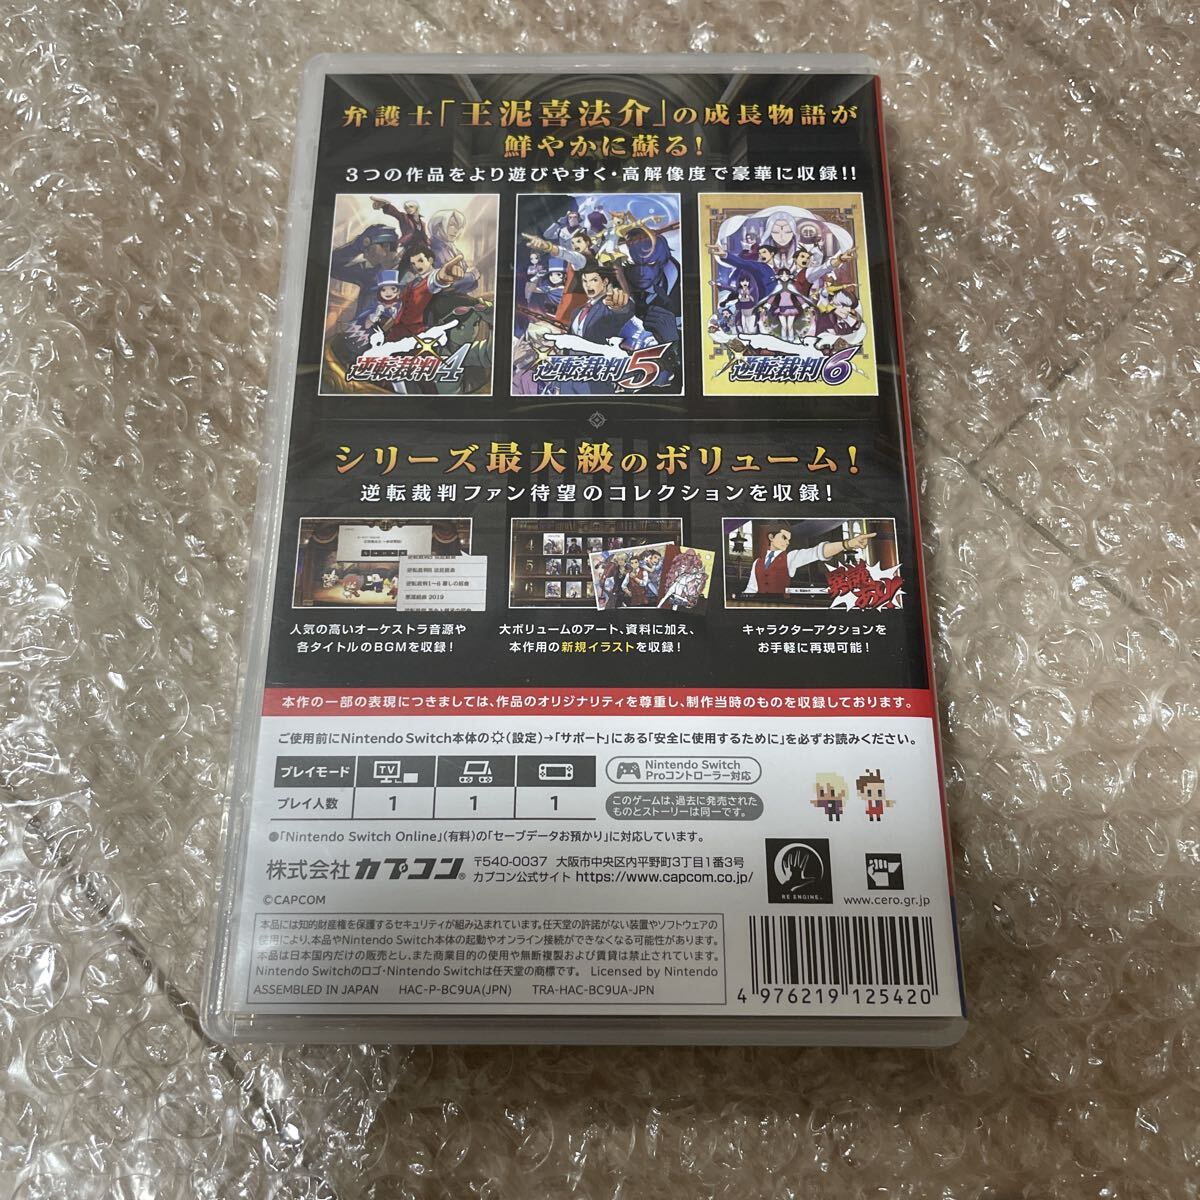 弁護士「王泥喜法介」の成長物語が
鮮やかに蘇る!
3つの作品をより遊びやすく・高解像度で豪華に収録!!
逆転裁判4
逆転裁判5
逆転裁判6
シリーズ最大級のボリューム!
逆転裁判ファン待望のコレクションを収録!
逆転裁判1~6 暮しの組曲
悪属組曲 2019
4
5
6
人気の高いオーケストラ音源や
各タイトルのBGMを収録!
大ボリュームのアート、資料に加え、
本作用の新規イラストを収録!
キャラクターアクションを
お手軽に再現可能!
本作の一部の表現につきましては、作品のオリジナリティを尊重し、制作当時のものを収録しております。
ご使用前にNintendo Switch本体の(設定)→「サポート」にある「安全に使用するために」を必ずお読みください。
プレイモード
TV
プレイ人数 1 1 1
Nintendo Switch
Proコントローラー対応
このゲームは、過去に発売された
ものとストーリーは同一です。
●「Nintendo Switch Online」(有料)の「セーブデータお預かり」に対応しています。
株式会社 カプコン®
〒540-0037 大阪市中央区内平野町3丁目1番3号
カプコン公式サイト https://www.capcom.co.jp/
©CAPCOM
RE ENGINE.
www.cero.gr.jp
本品には知的財産権を保護するセキュリティが組み込まれています。任天堂の許諾がない装置やソフトウェアの
使用により、本品やNintendo Switch本体の起動やオンライン接続ができなくなる可能性があります。
本品は日本国内だけの販売とし、また商業目的の使用や無断複製および賃貸は禁止されています。
Nintendo Switchのロゴ・Nintendo Switchは任天堂の商標です。 Licensed by Nintendo
ASSEMBLED IN JAPAN HAC-P-BC9UA(JPN) TRA-HAC-BC9UA-JPN
4 976219 125420